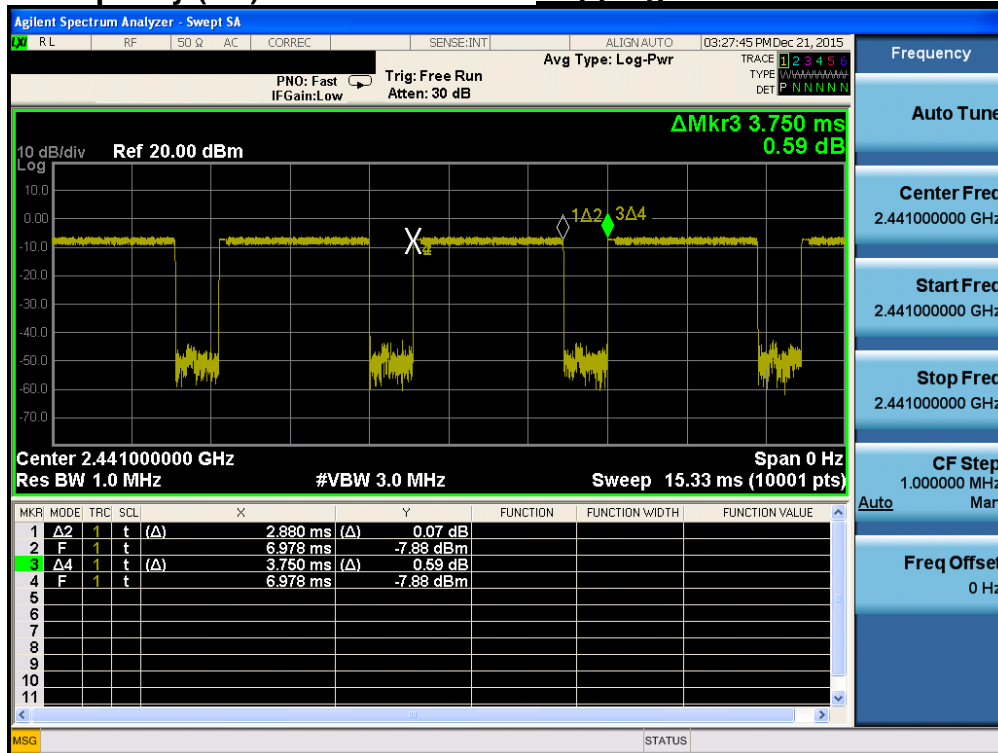 Agilent Spectrum Analyzer - Swept SA
LXI RL RF 50 Ω AC CORREC SENSE:INT ALIGNAUTO 03:27:45 PM Dec 21, 2015
Avg Type: Log-Pwr
TRACE 1 2 3 4 5 6
TYPE
DET P N N N N N
PNO: Fast
IFGain:Low
Trig: Free Run
Atten: 30 dB
ΔMkr3 3.750 ms
0.59 dB
10 dB/div Ref 20.00 dBm
Log
10.0
0.00
-10.0
-20.0
-30.0
-40.0
-50.0
-60.0
-70.0
1Δ2 3Δ4
Center 2.441000000 GHz Span 0 Hz
Res BW 1.0 MHz #VBW 3.0 MHz Sweep 15.33 ms (10001 pts)
MKR MODE TRC SCL X Y FUNCTION FUNCTION WIDTH FUNCTION VALUE
1 Δ2 1 t (Δ) 2.880 ms (Δ) 0.07 dB
2 F 1 t 6.978 ms -7.88 dBm
3 Δ4 1 t (Δ) 3.750 ms (Δ) 0.59 dB
4 F 1 t 6.978 ms -7.88 dBm
5
6
7
8
9
10
11
MSG STATUS
Frequency
Auto Tune
Center Freq
2.441000000 GHz
Start Freq
2.441000000 GHz
Stop Freq
2.441000000 GHz
CF Step
1.000000 MHz
Auto Man
Freq Offset
0 Hz